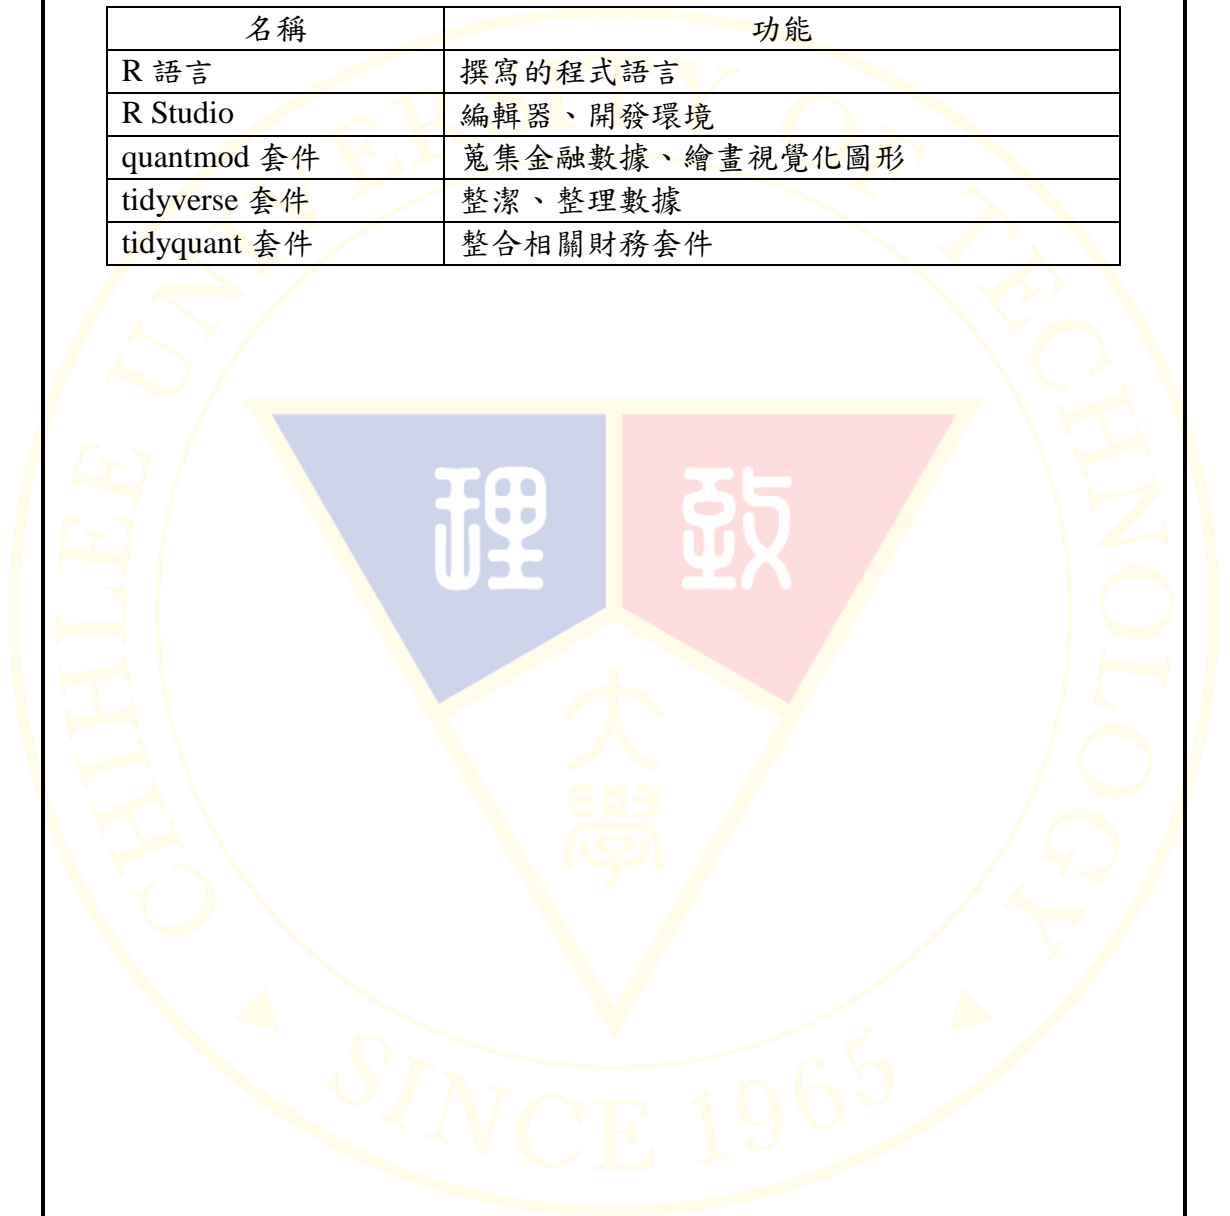 名稱 功能
R 語言 撰寫的程式語言
R Studio 編輯器、開發環境
quantmod 套件 蒐集金融數據、繪畫視覺化圖形
tidyverse 套件 整潔、整理數據
tidyquant 套件 整合相關財務套件
CHIHLEE UNIVERSITY OF TECHNOLOGY
理 致
大
學
SINCE 1965